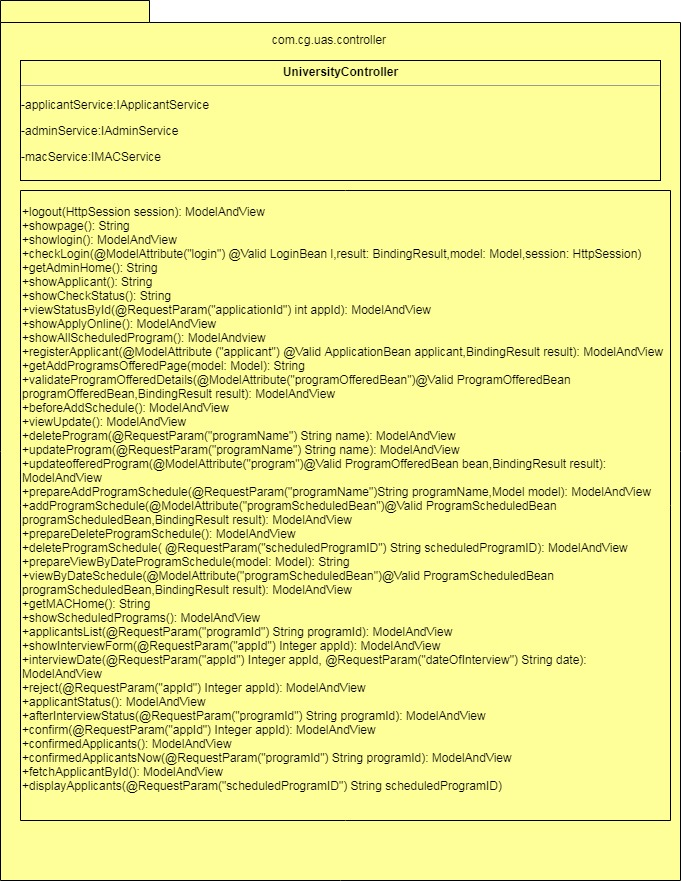 com.cg.uas.controller
UniversityController
-applicantService:IApplicantService
-adminService:IAdminService
-macService:IMACService
+logout(HttpSession session): ModelAndView
+showpage(): String
+showlogin(): ModelAndView
+checkLogin(@ModelAttribute("login") @Valid LoginBean l,result: BindingResult,model: Model,session: HttpSession)
+getAdminHome(): String
+showApplicant(): String
+showCheckStatus(): String
+viewStatusById(@RequestParam("applicationId") int appId): ModelAndView
+showApplyOnline(): ModelAndView
+showAllScheduledProgram(): ModelAndview
+registerApplicant(@ModelAttribute ("applicant") @Valid ApplicationBean applicant,BindingResult result): ModelAndView
+getAddProgramsOfferedPage(model: Model): String
+validateProgramOfferedDetails(@ModelAttribute("programOfferedBean")@Valid ProgramOfferedBean
programOfferedBean,BindingResult result): ModelAndView
+beforeAddSchedule(): ModelAndView
+viewUpdate(): ModelAndView
+deleteProgram(@RequestParam("programName") String name): ModelAndView
+updateProgram(@RequestParam("programName") String name): ModelAndView
+updateofferedProgram(@ModelAttribute("program")@Valid ProgramOfferedBean bean,BindingResult result):
ModelAndView
+prepareAddProgramSchedule(@RequestParam("programName")String programName,Model model): ModelAndView
+addProgramSchedule(@ModelAttribute("programScheduledBean")@Valid ProgramScheduledBean
programScheduledBean,BindingResult result): ModelAndView
+prepareDeleteProgramSchedule(): ModelAndView
+deleteProgramSchedule( @RequestParam("scheduledProgramID") String scheduledProgramID): ModelAndView
+prepareViewByDateProgramSchedule(model: Model): String
+viewByDateSchedule(@ModelAttribute("programScheduledBean")@Valid ProgramScheduledBean
programScheduledBean,BindingResult result): ModelAndView
+getMACHome(): String
+showScheduledPrograms(): ModelAndView
+applicantsList(@RequestParam("programId") String programId): ModelAndView
+showInterviewForm(@RequestParam("appId") Integer appId): ModelAndView
+interviewDate(@RequestParam("appId") Integer appId, @RequestParam("dateOfInterview") String date):
ModelAndView
+reject(@RequestParam("appId") Integer appId): ModelAndView
+applicantStatus(): ModelAndView
+afterInterviewStatus(@RequestParam("programId") String programId): ModelAndView
+confirm(@RequestParam("appId") Integer appId): ModelAndView
+confirmedApplicants(): ModelAndView
+confirmedApplicantsNow(@RequestParam("programId") String programId): ModelAndView
+fetchApplicantById(): ModelAndView
+displayApplicants(@RequestParam("scheduledProgramID") String scheduledProgramID)